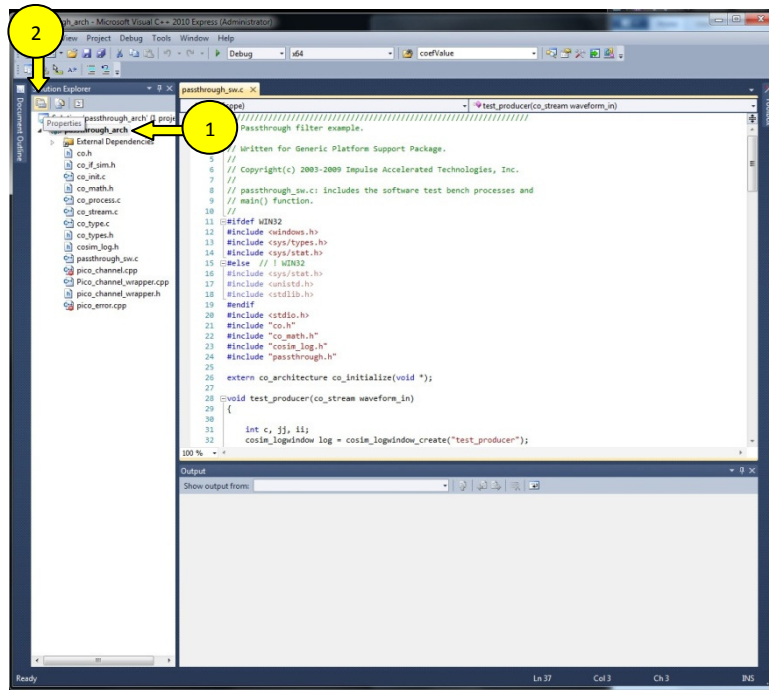 h_arch - Microsoft Visual C++ 2010 Express (Administrator)
View Project Debug Tools Window Help
Debug x64 coefValue
2
Solution Explorer
passthrough_sw.c
Properties
passthrough_arch
1
External Dependencies
co.h
co_if_sim.h
co_init.c
co_math.h
co_process.c
co_stream.c
co_type.c
co_types.h
cosim_log.h
passthrough_sw.c
pico_channel.cpp
Pico_channel_wrapper.cpp
pico_channel_wrapper.h
pico_error.cpp
Document Outline
test_producer(co_stream waveform_in)
Passthrough filter example.
// Written for Generic Platform Support Package.
5 //
6 // Copyright(c) 2003-2009 Impulse Accelerated Technologies, Inc.
7 //
8 // passthrough_sw.c: includes the software test bench processes and
9 // main() function.
10 //
11 #ifdef WIN32
12 #include <windows.h>
13 #include <sys/types.h>
14 #include <sys/stat.h>
15 #else // ! WIN32
16 #include <sys/stat.h>
17 #include <unistd.h>
18 #include <stdlib.h>
19 #endif
20 #include <stdio.h>
21 #include "co.h"
22 #include "co_math.h"
23 #include "cosim_log.h"
24 #include "passthrough.h"
25
26 extern co_architecture co_initialize(void *);
27
28 void test_producer(co_stream waveform_in)
29 {
30
31 int c, jj, ii;
32 cosim_logwindow log = cosim_logwindow_create("test_producer");
100 %
Output
Show output from:
Ready Ln 37 Col 3 Ch 3 INS